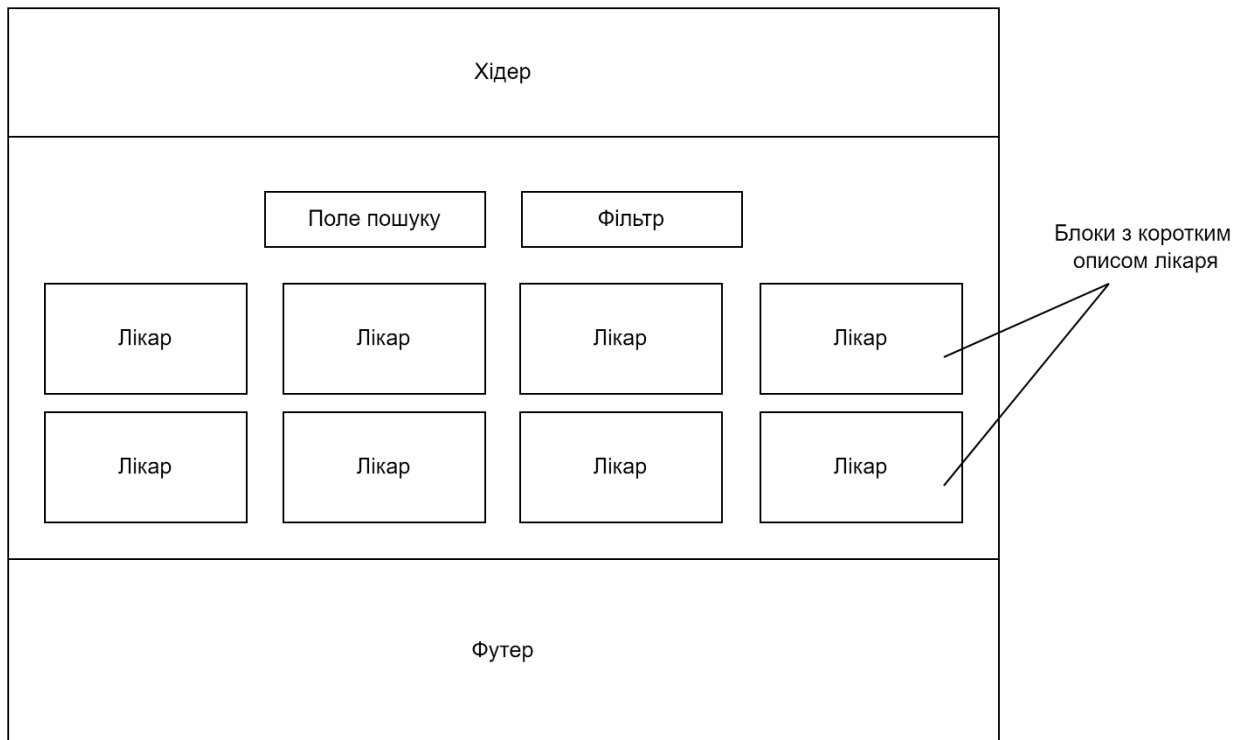 Хідер
Поле пошуку
Фільтр
Блоки з коротким
описом лікаря
Лікар
Лікар
Лікар
Лікар
Лікар
Лікар
Лікар
Лікар
Футер